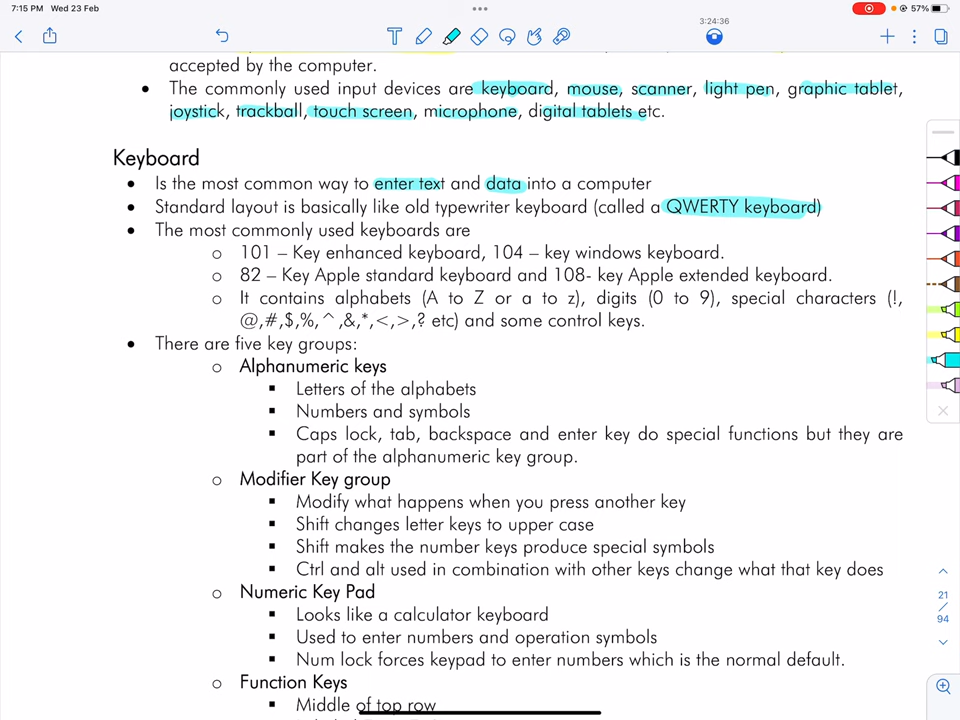 7:15 PM Wed 23 Feb
57%
3:24:36
accepted by the computer.
• The commonly used input devices are keyboard, mouse, scanner, light pen, graphic tablet,
joystick, trackball, touch screen, microphone, digital tablets etc.
Keyboard
• Is the most common way to enter text and data into a computer
• Standard layout is basically like old typewriter keyboard (called a QWERTY keyboard)
• The most commonly used keyboards are
o 101 – Key enhanced keyboard, 104 – key windows keyboard.
o 82 – Key Apple standard keyboard and 108- key Apple extended keyboard.
o It contains alphabets (A to Z or a to z), digits (0 to 9), special characters (!,
@,#,$,%,^,&,*,<,>,? etc) and some control keys.
• There are five key groups:
o Alphanumeric keys
▪ Letters of the alphabets
▪ Numbers and symbols
▪ Caps lock, tab, backspace and enter key do special functions but they are
part of the alphanumeric key group.
o Modifier Key group
▪ Modify what happens when you press another key
▪ Shift changes letter keys to upper case
▪ Shift makes the number keys produce special symbols
▪ Ctrl and alt used in combination with other keys change what that key does
o Numeric Key Pad
▪ Looks like a calculator keyboard
▪ Used to enter numbers and operation symbols
▪ Num lock forces keypad to enter numbers which is the normal default.
o Function Keys
▪ Middle of top row
21
/
94